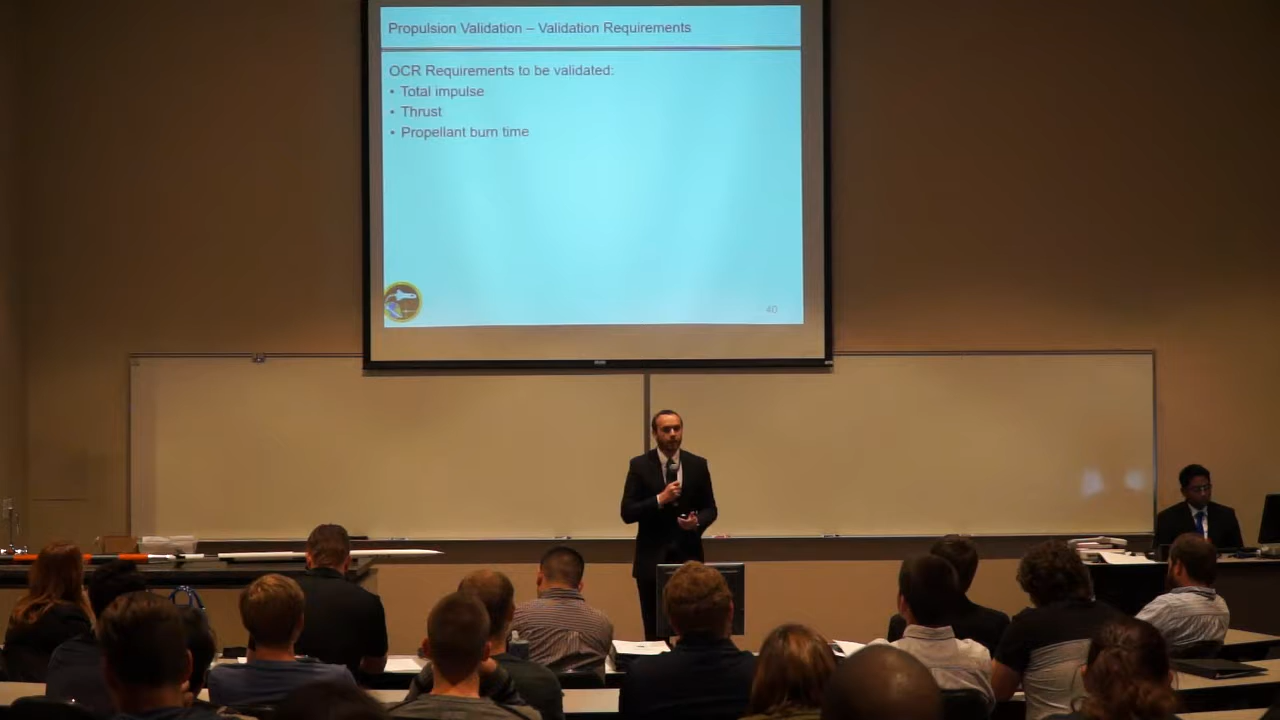 Propulsion Validation – Validation Requirements
OCR Requirements to be validated:
• Total impulse
• Thrust
• Propellant burn time
40